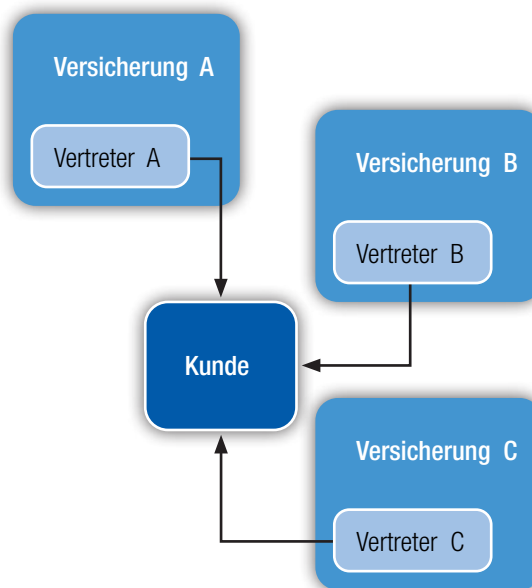 Versicherung A
Vertreter A
Versicherung B
Vertreter B
Kunde
Versicherung C
Vertreter C